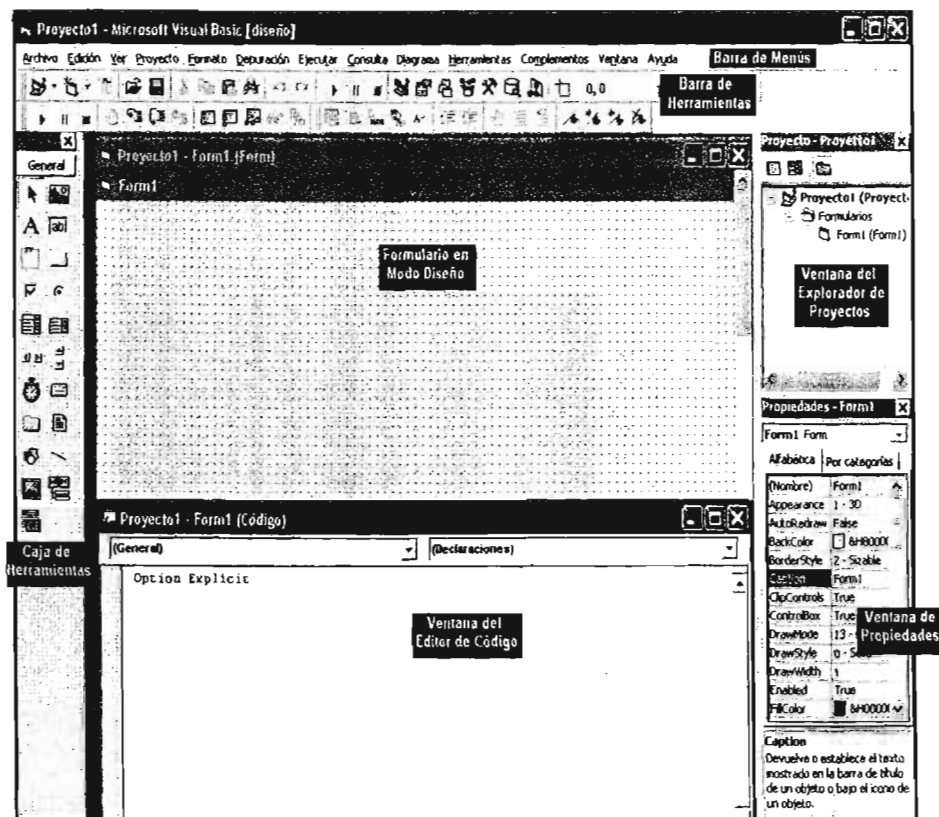 Proyecto1 - Microsoft Visual Basic [diseño]
Archivo Edición Ver Proyecto Formato Depuración Ejecutar Consulta Diagrama Herramientas Complementos Ventana Ayuda
Barra de Menús
0,0
Barra de
Herramientas
General
Proyecto1 - Form1 (Form)
Form1
Formulario en
Modo Diseño
Proyecto - Proyecto1
Proyecto1 (Proyect
Formularios
Form1 (Form1)
Ventana del
Explorador de
Proyectos
Propiedades - Form1
Form1 Form
Alfabética
Por categorías
(Nombre) Form1
Appearance 1 - 3D
AutoRedraw False
BackColor &H8000
BorderStyle 2 - Sizable
Caption Form1
ClipControls True
ControlBox True
DrawMode 13 -
DrawStyle 0 -
DrawWidth 1
Enabled True
FillColor &H0000
Ventana de
Propiedades
Caption
Devuelve o establece el texto
mostrado en la barra de título
de un objeto o bajo el icono de
un objeto.
Caja de
Herramientas
Proyecto1 - Form1 (Código)
(General)
(Declaraciones)
Option Explicit
Ventana del
Editor de Código